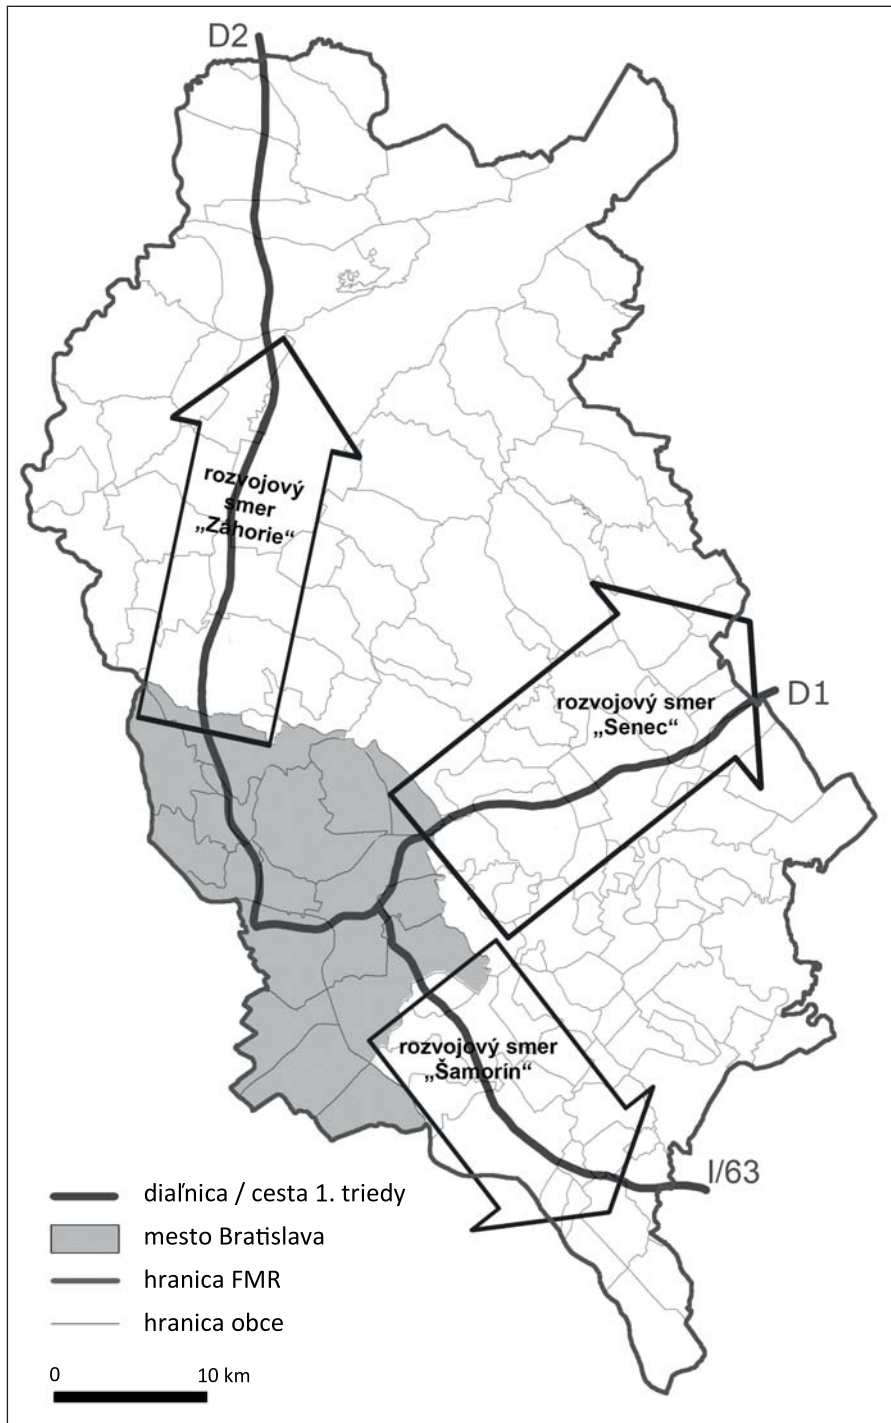 D2
rozvojový
smer
„Záhorie“
rozvojový smer
„Senec“
D1
rozvojový smer
„Šamorín“
I/63
diaľnica / cesta 1. triedy
mesto Bratislava
hranica FMR
hranica obce
0 10 km